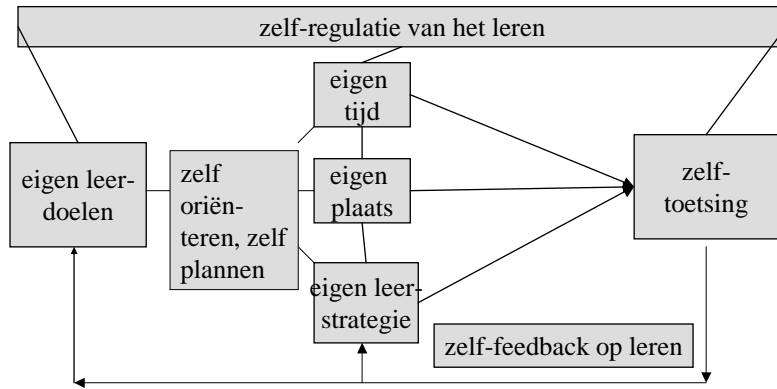 zelf-regulatie van het leren
eigen
tijd
eigen leer-
doelen
zelf
oriën-
teren, zelf
plannen
eigen
plaats
eigen leer-
strategie
zelf-
toetsing
zelf-feedback op leren